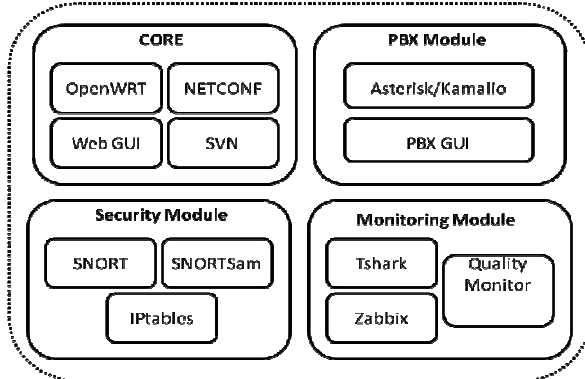 CORE
OpenWRT
NETCONF
Web GUI
SVN
PBX Module
Asterisk/Kamalio
PBX GUI
Security Module
SNORT
SNORTSam
IPtables
Monitoring Module
Tshark
Zabbix
Quality
Monitor